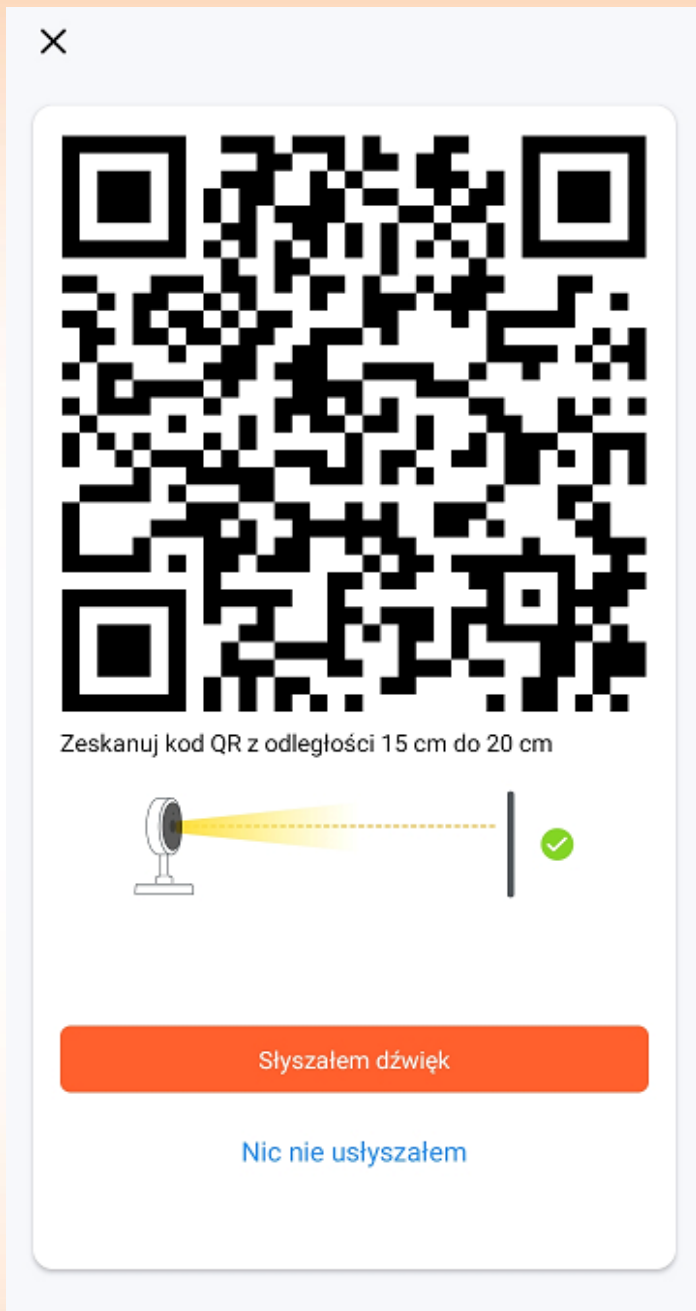 Zeskanuj kod QR z odległości 15 cm do 20 cm
Słyszałem dźwięk
Nic nie usłyszałem